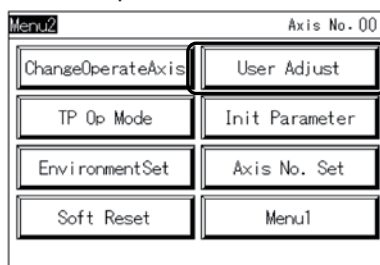 Menu2 Axis No.00
ChangeOperateAxis User Adjust
TP Op Mode Init Parameter
EnvironmentSet Axis No. Set
Soft Reset Menu1